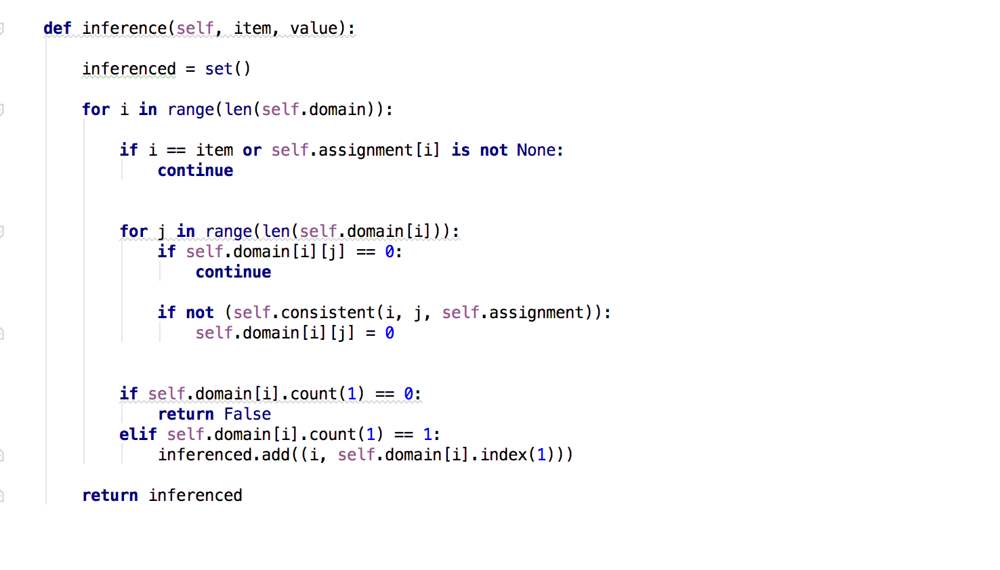 def inference(self, item, value):
inferenced = set()
for i in range(len(self.domain)):
if i == item or self.assignment[i] is not None:
continue
for j in range(len(self.domain[i])):
if self.domain[i][j] == 0:
continue
if not (self.consistent(i, j, self.assignment)):
self.domain[i][j] = 0
if self.domain[i].count(1) == 0:
return False
elif self.domain[i].count(1) == 1:
inferenced.add((i, self.domain[i].index(1)))
return inferenced